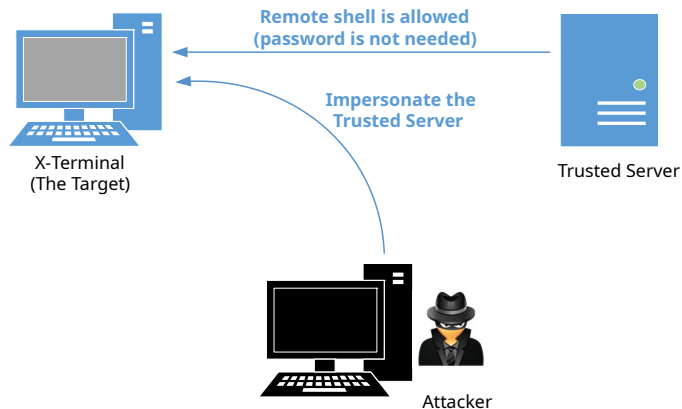 Remote shell is allowed
(password is not needed)
Impersonate the
Trusted Server
X-Terminal
(The Target)
Trusted Server
Attacker